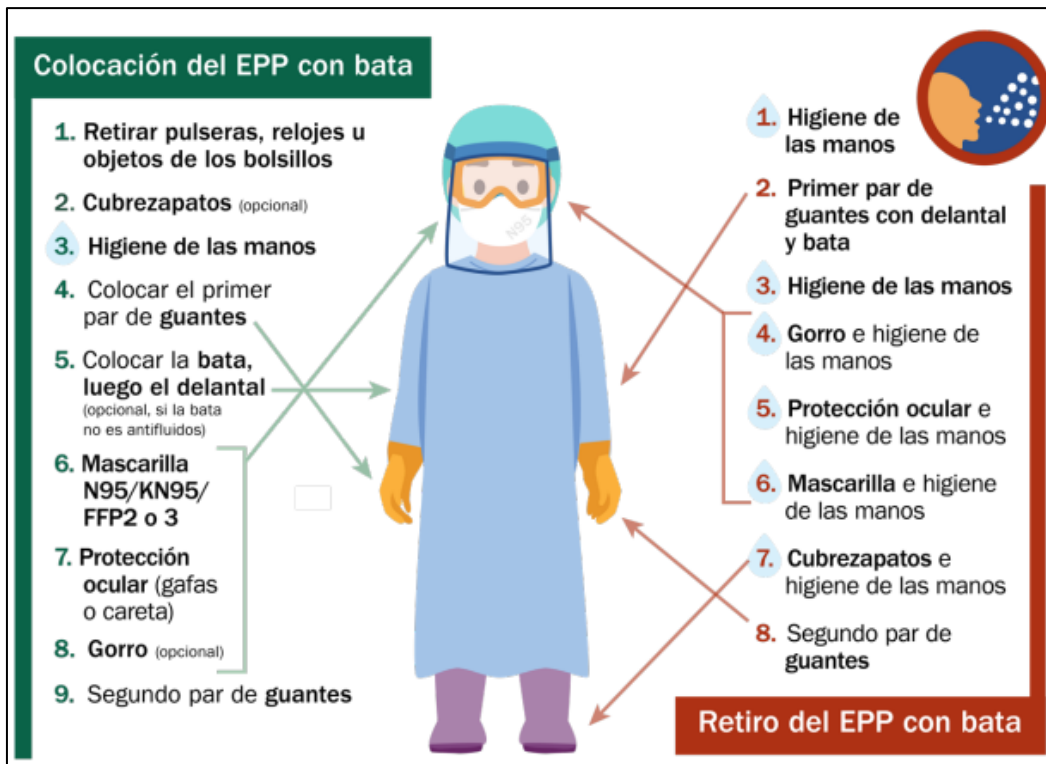 Colocación del EPP con bata
1. Retirar pulseras, relojes u
objetos de los bolsillos
2. Cubrezapatos (opcional)
3. Higiene de las manos
4. Colocar el primer
par de guantes
5. Colocar la bata,
luego el delantal
(opcional, si la bata
no es antifluidos)
6. Mascarilla
N95/KN95/
FFP2 o 3
7. Protección
ocular (gafas
o careta)
8. Gorro (opcional)
9. Segundo par de guantes
N95
1. Higiene de
las manos
2. Primer par de
guantes con delantal
y bata
3. Higiene de las manos
4. Gorro e higiene de
las manos
5. Protección ocular e
higiene de las manos
6. Mascarilla e higiene
de las manos
7. Cubrezapatos e
higiene de las manos
8. Segundo par de
guantes
Retiro del EPP con bata